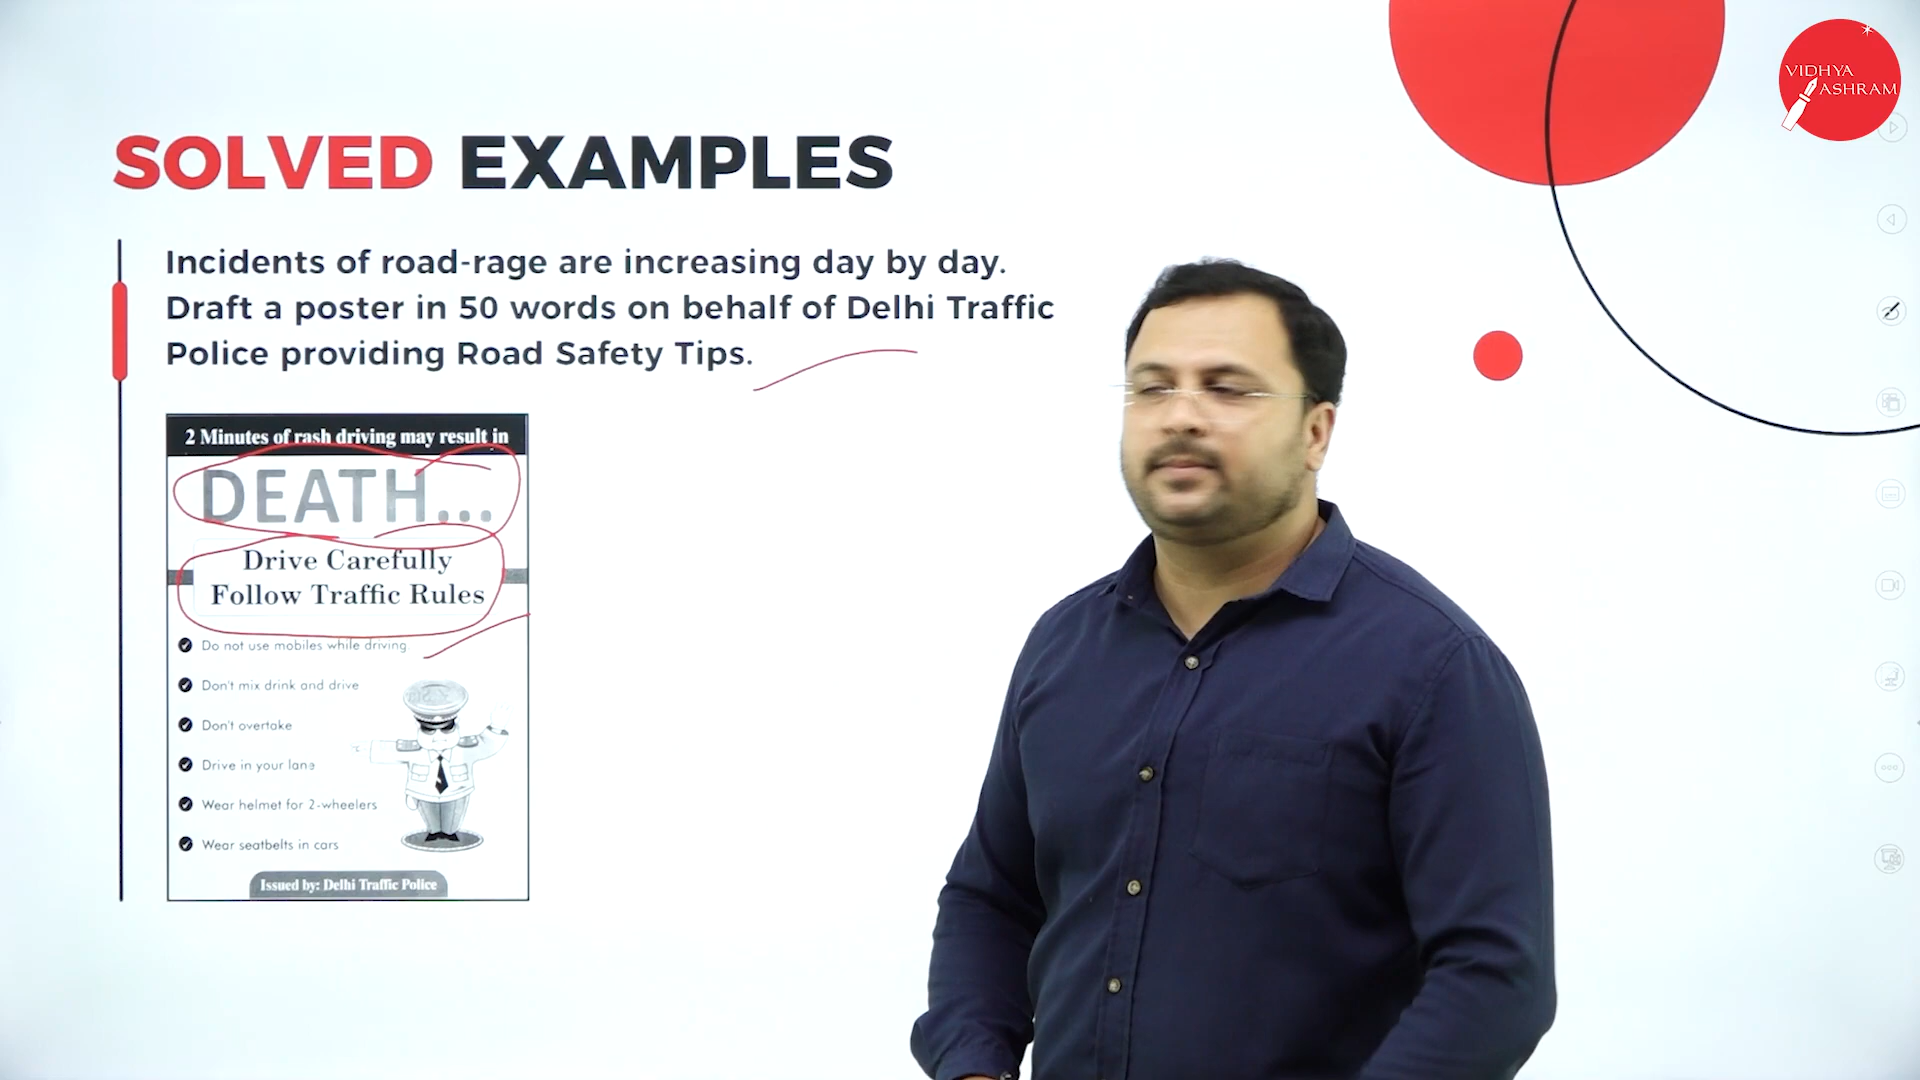 VIDHYA
ASHRAM
SOLVED EXAMPLES
Incidents of road-rage are increasing day by day.
Draft a poster in 50 words on behalf of Delhi Traffic
Police providing Road Safety Tips.
2 Minutes of rash driving may result in
DEATH...
Drive Carefully
Follow Traffic Rules
Do not use mobiles while driving.
Don't mix drink and drive
Don't overtake
Drive in your lane
Wear helmet for 2-wheelers
Wear seatbelts in cars
Issued by: Delhi Traffic Police